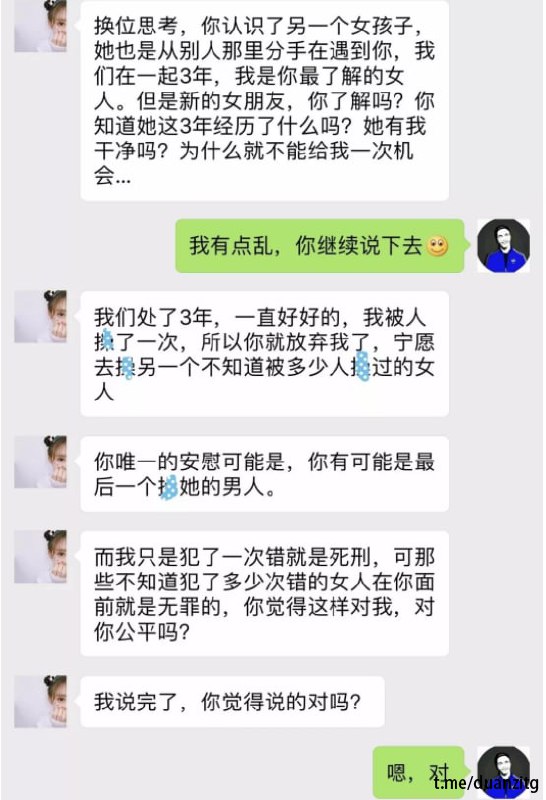 换位思考，你认识了另一个女孩子，
她也是从别人那里分手在遇到你，我
们在一起3年，我是你最了解的女
人。但是新的女朋友，你了解吗？你
知道她这3年经历了什么吗？她有我
干净吗？为什么就不能给我一次机
会...
我有点乱，你继续说下去
我们处了3年，一直好好的，我被人
了一次，所以你就放弃我了，宁愿
去另一个不知道被多少人过的女
人
你唯一的安慰可能是，你有可能是最
后一个她的男人。
而我只是犯了一次错就是死刑，可那
些不知道犯了多少次错的女人在你面
前就是无罪的，你觉得这样对我，对
你公平吗？
我说完了，你觉得说的对吗？
嗯，对
t.me/duanzitg